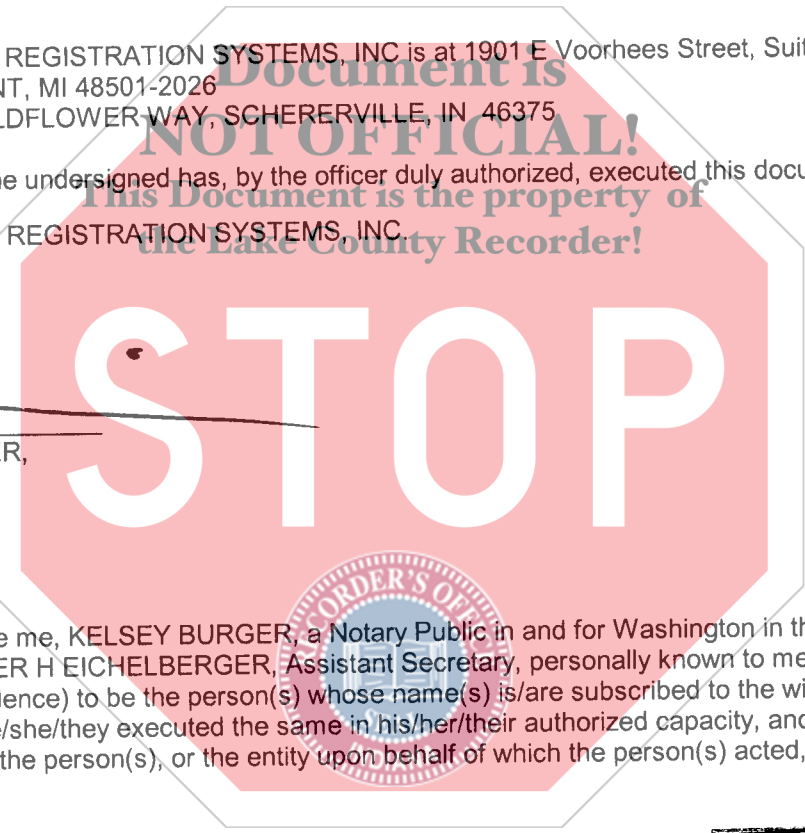 REGISTRATION SYSTEMS, INC is at 1901 E Voorhees Street, Suit
NT, MI 48501-2026
LDFLOWER WAY, SCHERERVILLE, IN 46375
Document is
NOT OFFICIAL!
This Document is the property of
the Lake County Recorder!
e undersigned has, by the officer duly authorized, executed this docu
REGISTRATION SYSTEMS, INC.
STOP
ER,
RECORDER'S OFFICE
INDIANA
e me, KELSEY BURGER, a Notary Public in and for Washington in th
ER H EICHELBERGER, Assistant Secretary, personally known to me
lence) to be the person(s) whose name(s) is/are subscribed to the wi
e/she/they executed the same in his/her/their authorized capacity, and
the person(s), or the entity upon behalf of which the person(s) acted,